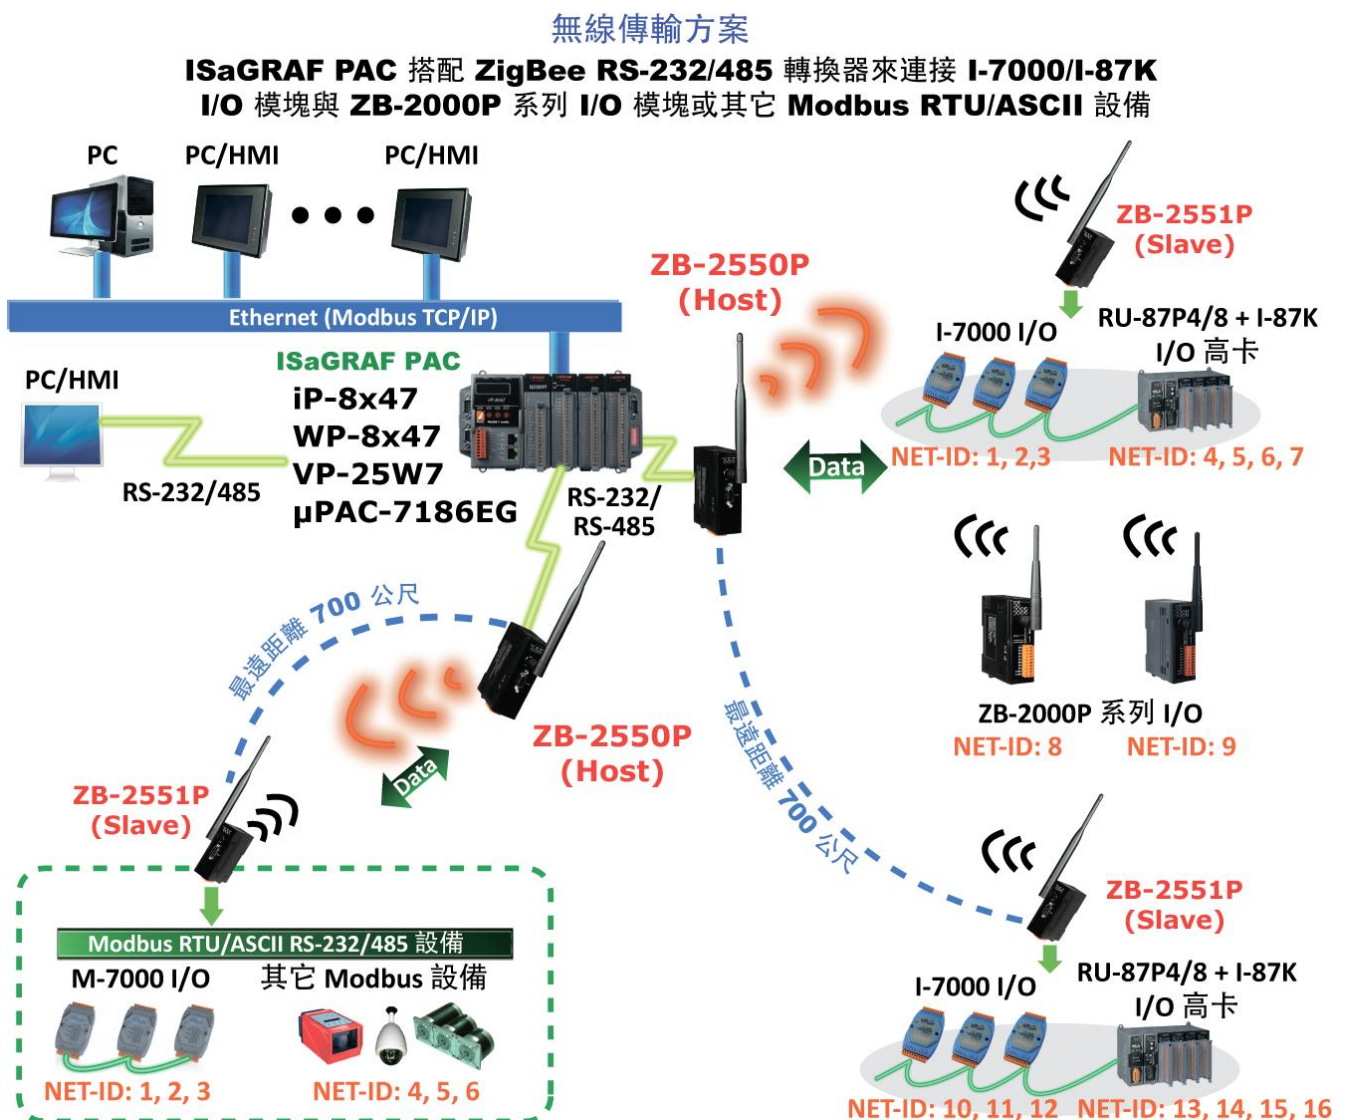 無線傳輸方案
ISaGRAF PAC 搭配 ZigBee RS-232/485 轉換器來連接 I-7000/I-87K
I/O 模塊與 ZB-2000P 系列 I/O 模塊或其它 Modbus RTU/ASCII 設備
PC
PC/HMI
PC/HMI
Ethernet (Modbus TCP/IP)
PC/HMI
RS-232/485
ISaGRAF PAC
iP-8x47
WP-8x47
VP-25W7
µPAC-7186EG
RS-232/
RS-485
ZB-2550P
(Host)
Data
ZB-2551P
(Slave)
I-7000 I/O
RU-87P4/8 + I-87K
I/O 高卡
NET-ID: 1, 2,3
NET-ID: 4, 5, 6, 7
ZB-2000P 系列 I/O
NET-ID: 8
NET-ID: 9
最遠距離 700 公尺
最遠距離 700 公尺
ZB-2550P
(Host)
Data
ZB-2551P
(Slave)
Modbus RTU/ASCII RS-232/485 設備
M-7000 I/O
其它 Modbus 設備
NET-ID: 1, 2, 3
NET-ID: 4, 5, 6
ZB-2551P
(Slave)
I-7000 I/O
RU-87P4/8 + I-87K
I/O 高卡
NET-ID: 10, 11, 12
NET-ID: 13, 14, 15, 16